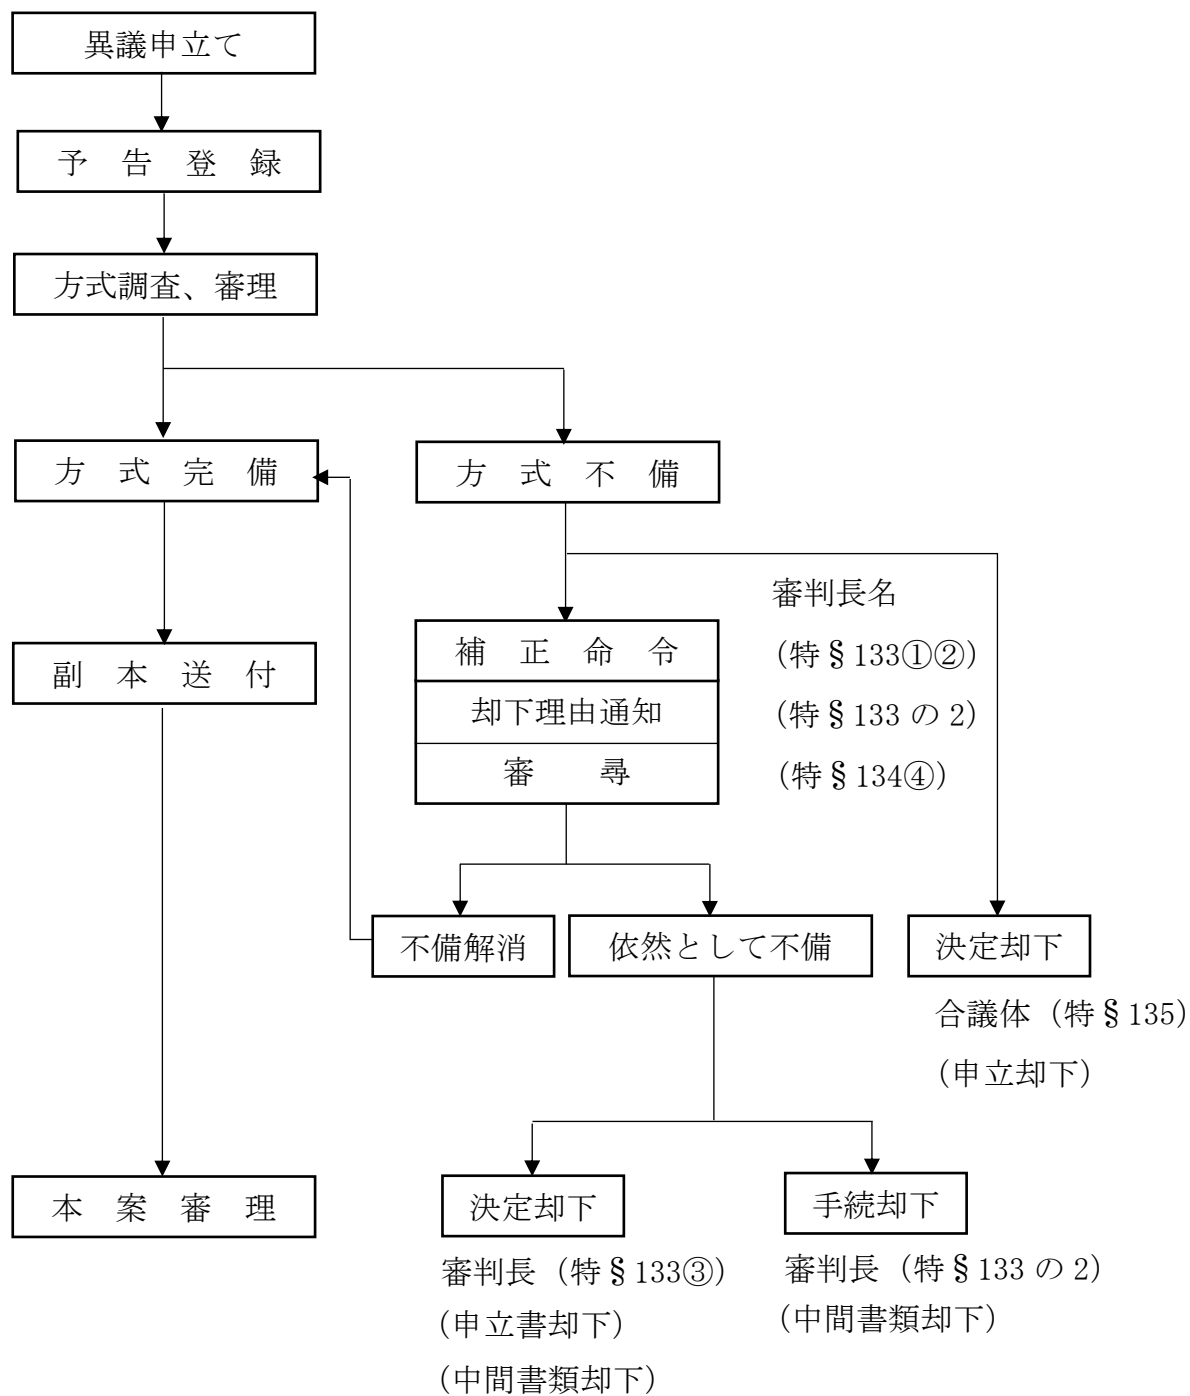 異議申立て
予告登録
方式調査、審理
方式完備
方式不備
審判長名
(特§133①②)
(特§133の2)
(特§134④)
補正命令
却下理由通知
審尋
副本送付
不備解消
依然として不備
決定却下
合議体(特§135)
(申立却下)
本案審理
決定却下
審判長(特§133③)
(申立書却下)
(中間書類却下)
手続却下
審判長(特§133の2)
(中間書類却下)